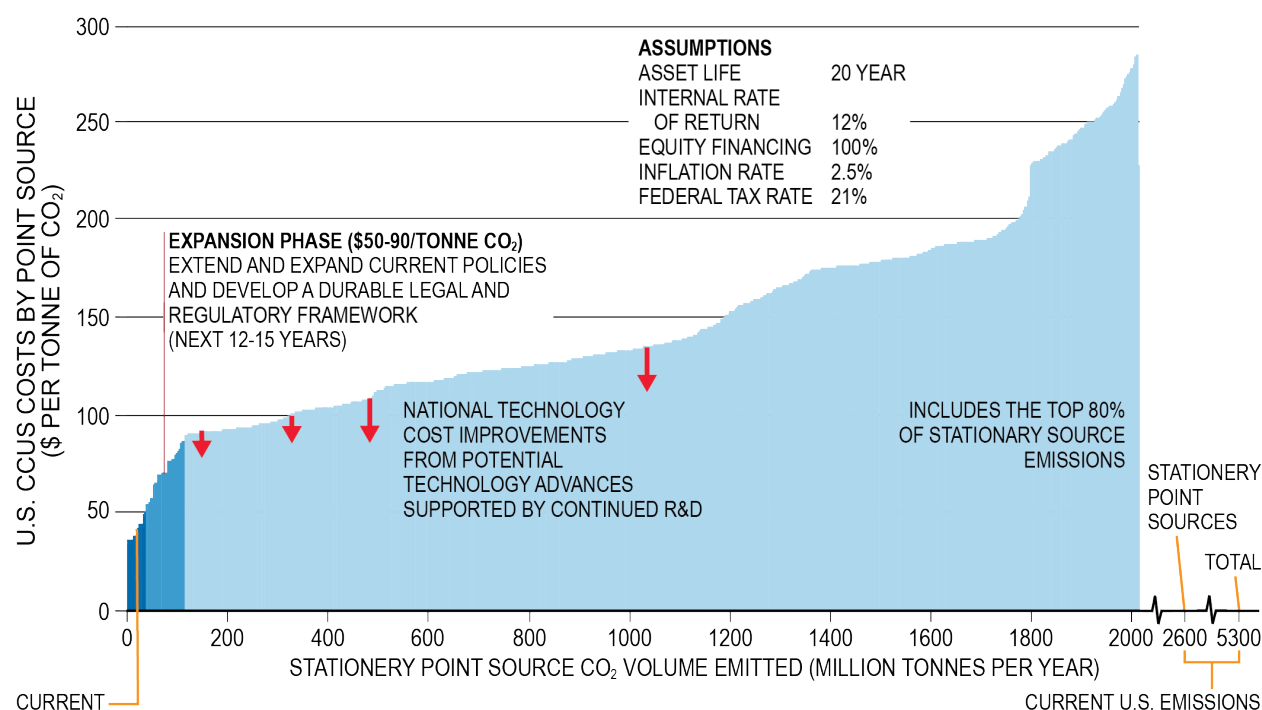 300
250
200
150
100
50
0
U.S. CCUS COSTS BY POINT SOURCE
($ PER TONNE OF CO₂)
ASSUMPTIONS
ASSET LIFE 20 YEAR
INTERNAL RATE
OF RETURN 12%
EQUITY FINANCING 100%
INFLATION RATE 2.5%
FEDERAL TAX RATE 21%
EXPANSION PHASE ($50-90/TONNE CO₂)
EXTEND AND EXPAND CURRENT POLICIES
AND DEVELOP A DURABLE LEGAL AND
REGULATORY FRAMEWORK
(NEXT 12-15 YEARS)
NATIONAL TECHNOLOGY
COST IMPROVEMENTS
FROM POTENTIAL
TECHNOLOGY ADVANCES
SUPPORTED BY CONTINUED R&D
INCLUDES THE TOP 80%
OF STATIONARY SOURCE
EMISSIONS
STATIONERY
POINT
SOURCES
TOTAL
0 200 400 600 800 1000 1200 1400 1600 1800 2000 2600 5300
STATIONERY POINT SOURCE CO₂ VOLUME EMITTED (MILLION TONNES PER YEAR)
CURRENT
CURRENT U.S. EMISSIONS